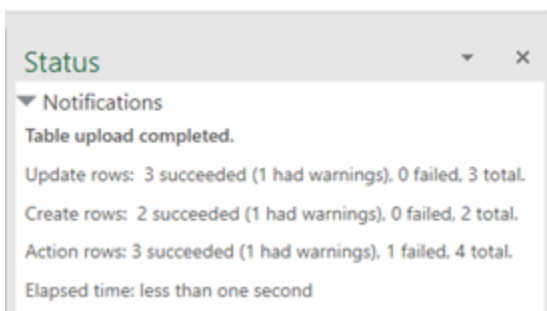 Status
Notifications
Table upload completed.
Update rows: 3 succeeded (1 had warnings), 0 failed, 3 total.
Create rows: 2 succeeded (1 had warnings), 0 failed, 2 total.
Action rows: 3 succeeded (1 had warnings), 1 failed, 4 total.
Elapsed time: less than one second